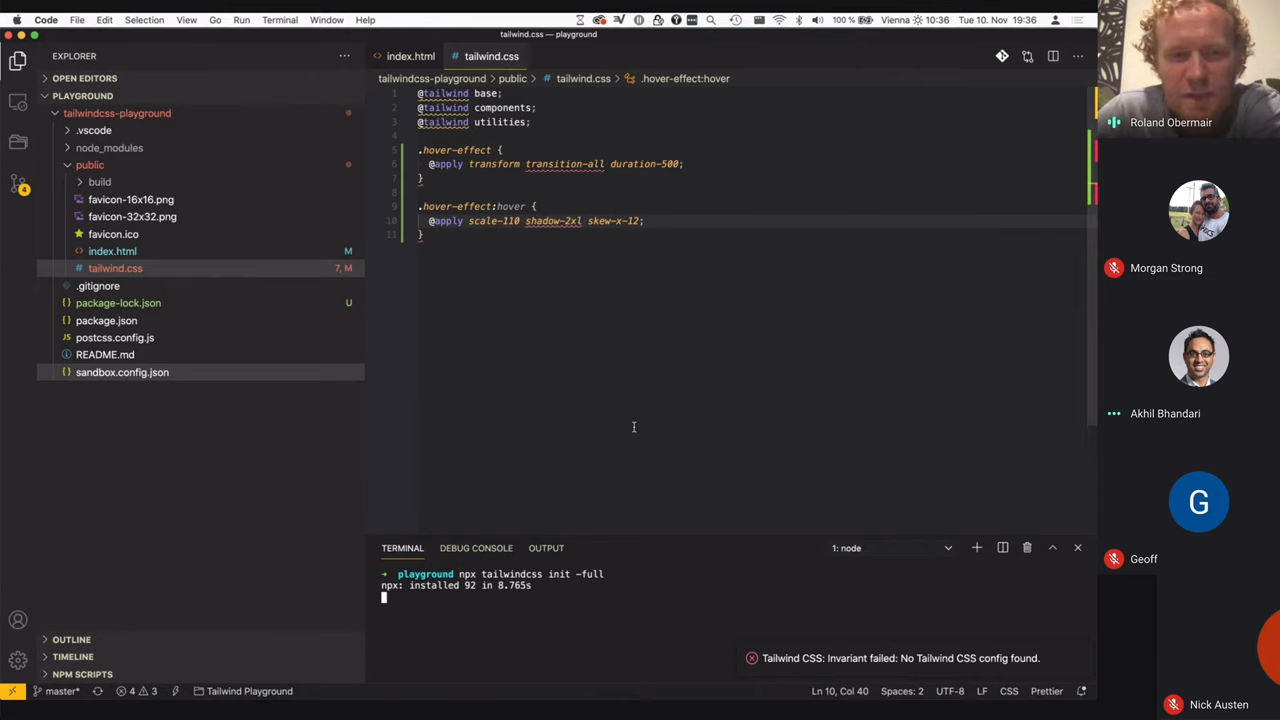 Code File Edit Selection View Go Run Terminal Window Help
100 % Vienna 10:36 Tue 10. Nov 19:36
tailwind.css — playground
EXPLORER
index.html
tailwind.css
OPEN EDITORS
PLAYGROUND
tailwindcss-playground
.vscode
node_modules
public
build
favicon-16x16.png
favicon-32x32.png
favicon.ico
index.html M
tailwind.css 7, M
.gitignore
package-lock.json U
package.json
postcss.config.js
README.md
sandbox.config.json
OUTLINE
TIMELINE
NPM SCRIPTS
4
tailwindcss-playground > public > tailwind.css > .hover-effect:hover
1 @tailwind base;
2 @tailwind components;
3 @tailwind utilities;
4
5 .hover-effect {
6 @apply transform transition-all duration-500;
7 }
8
9 .hover-effect:hover {
10 @apply scale-110 shadow-2xl skew-x-12;
11 }
TERMINAL DEBUG CONSOLE OUTPUT
1: node
→ playground npx tailwindcss init -full
npx: installed 92 in 8.765s
Tailwind CSS: Invariant failed: No Tailwind CSS config found.
master* 4 3 Tailwind Playground
Ln 10, Col 40 Spaces: 2 UTF-8 LF CSS Prettier
Roland Obermair
Morgan Strong
Akhil Bhandari
G
Geoff
Nick Austen